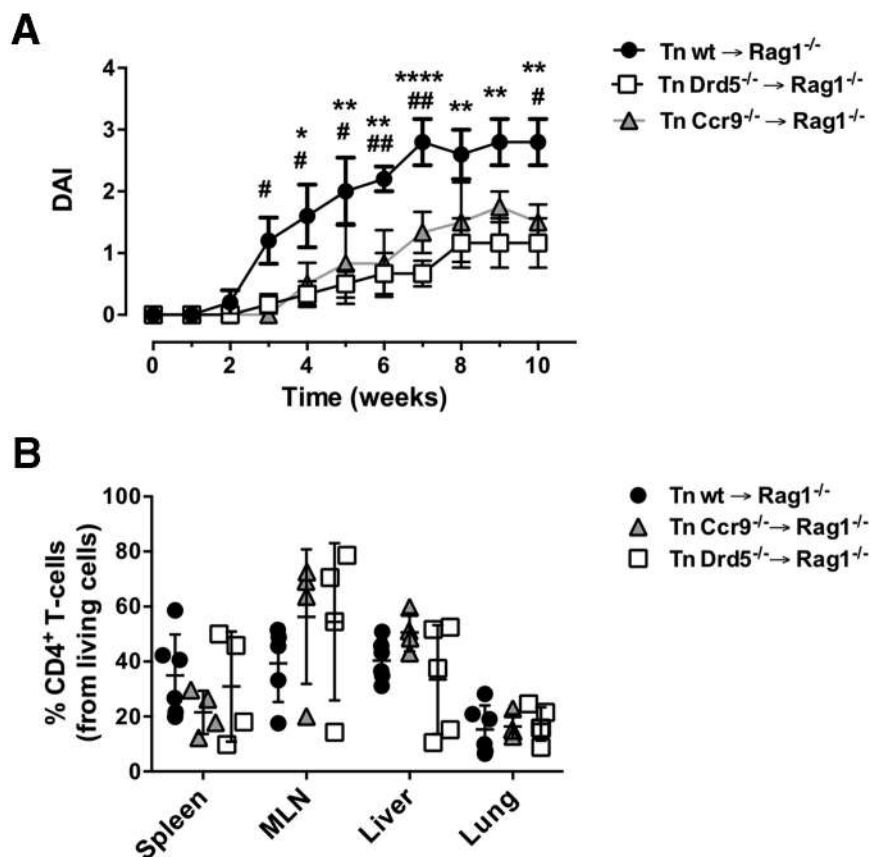 A
4
3
2
1
0
DAI
# * # ** # ** ## **** ## ** ** ** #
0 2 4 6 8 10
Time (weeks)
Tn wt → Rag1-/-
Tn Drd5-/- → Rag1-/-
Tn Ccr9-/- → Rag1-/-
B
100
80
60
40
20
0
% CD4+ T-cells
(from living cells)
Spleen
MLN
Liver
Lung
Tn wt → Rag1-/-
Tn Ccr9-/- → Rag1-/-
Tn Drd5-/- → Rag1-/-